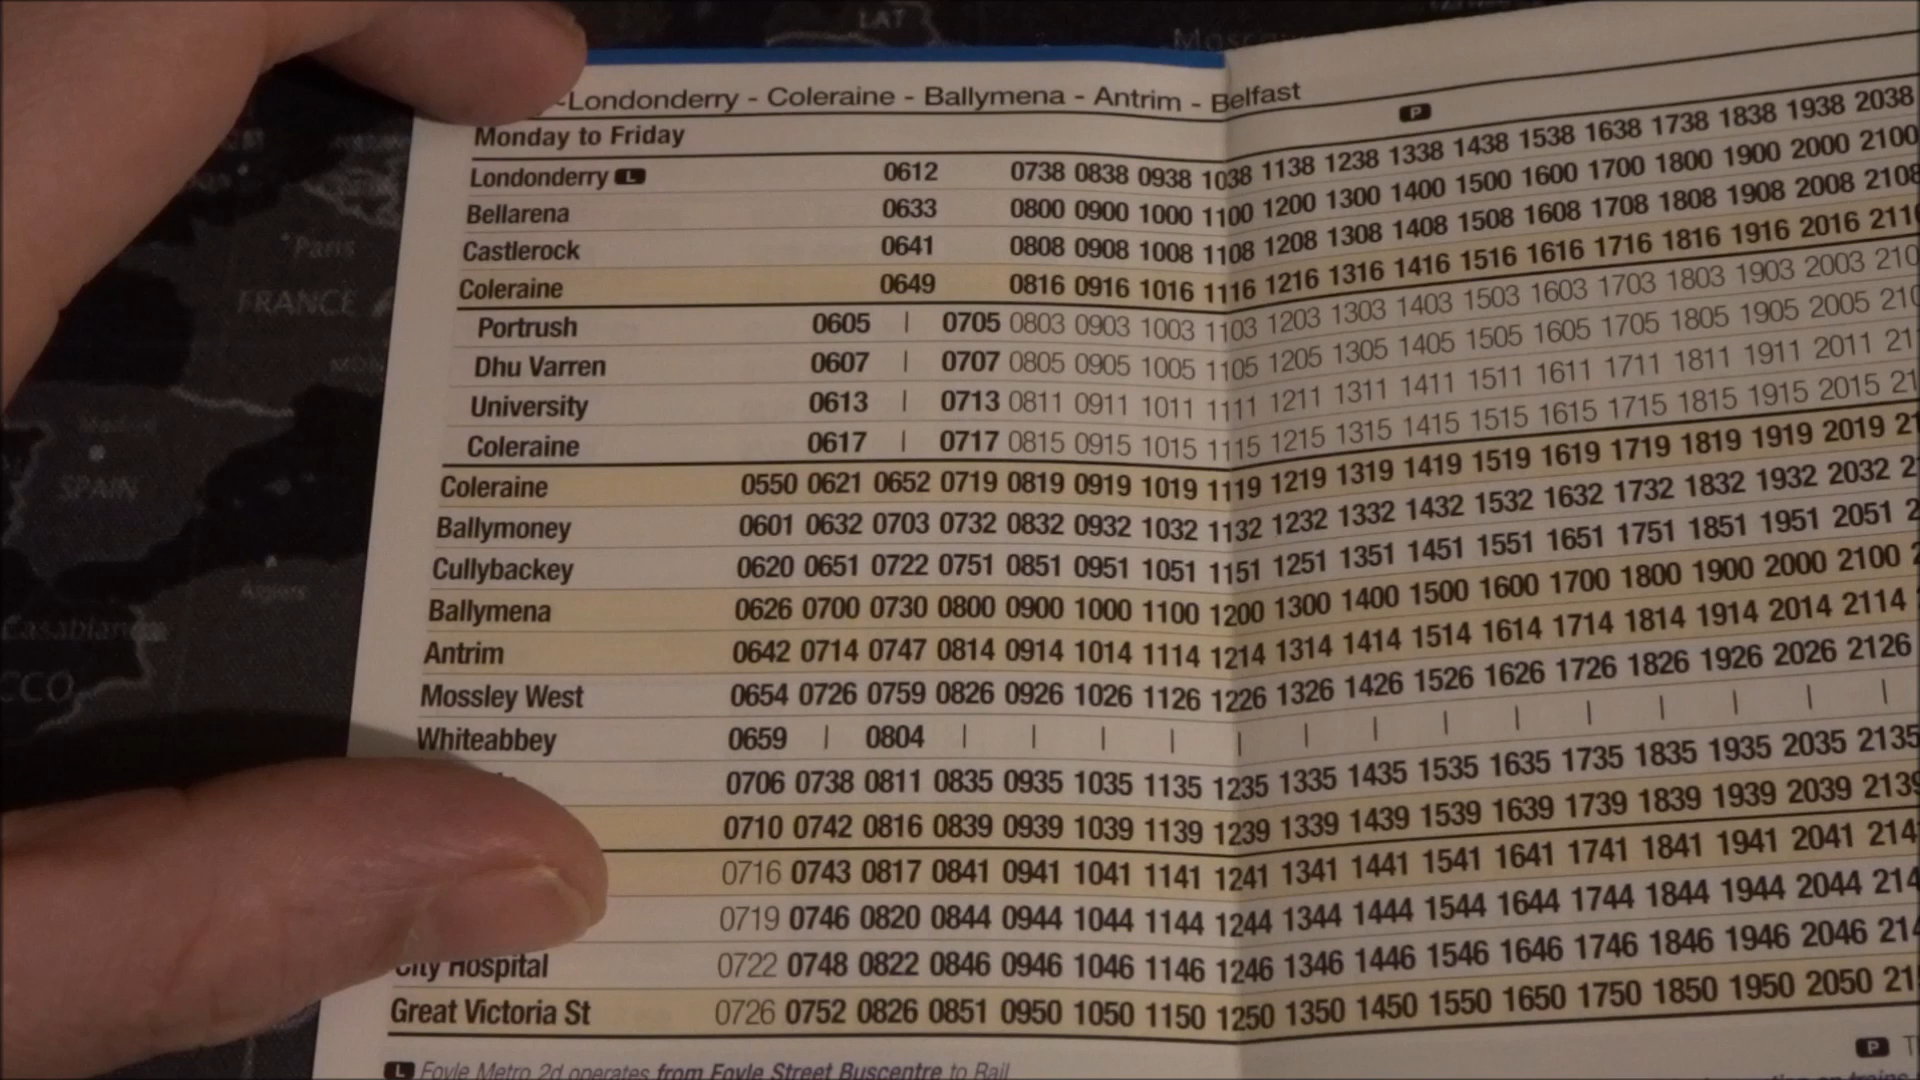 LAT
Londonderry - Coleraine - Ballymena - Antrim - Belfast
Monday to Friday P
Londonderry L 0612 0738 0838 0938 1038 1138 1238 1338 1438 1538 1638 1738 1838 1938 2038
Bellarena 0633 0800 0900 1000 1100 1200 1300 1400 1500 1600 1700 1800 1900 2000 2100
Castlerock 0641 0808 0908 1008 1108 1208 1308 1408 1508 1608 1708 1808 1908 2008 2108
Coleraine 0649 0816 0916 1016 1116 1216 1316 1416 1516 1616 1716 1816 1916 2016
Portrush 0605 | 0705 0803 0903 1003 1103 1203 1303 1403 1503 1603 1703 1803 1903 2003
Dhu Varren 0607 | 0707 0805 0905 1005 1105 1205 1305 1405 1505 1605 1705 1805 1905 2005
University 0613 | 0713 0811 0911 1011 1111 1211 1311 1411 1511 1611 1711 1811 1911 2011
Coleraine 0617 | 0717 0815 0915 1015 1115 1215 1315 1415 1515 1615 1715 1815 1915 2015
Coleraine 0550 0621 0652 0719 0819 0919 1019 1119 1219 1319 1419 1519 1619 1719 1819 1919 2019
Ballymoney 0601 0632 0703 0732 0832 0932 1032 1132 1232 1332 1432 1532 1632 1732 1832 1932 2032
Cullybackey 0620 0651 0722 0751 0851 0951 1051 1151 1251 1351 1451 1551 1651 1751 1851 1951 2051
Ballymena 0626 0700 0730 0800 0900 1000 1100 1200 1300 1400 1500 1600 1700 1800 1900 2000 2100
Antrim 0642 0714 0747 0814 0914 1014 1114 1214 1314 1414 1514 1614 1714 1814 1914 2014 2114
Mossley West 0654 0726 0759 0826 0926 1026 1126 1226 1326 1426 1526 1626 1726 1826 1926 2026 2126
Whiteabbey 0659 | 0804 | | | | | | | | | | | | | |
0706 0738 0811 0835 0935 1035 1135 1235 1335 1435 1535 1635 1735 1835 1935 2035 2135
0710 0742 0816 0839 0939 1039 1139 1239 1339 1439 1539 1639 1739 1839 1939 2039 2139
0716 0743 0817 0841 0941 1041 1141 1241 1341 1441 1541 1641 1741 1841 1941 2041
0719 0746 0820 0844 0944 1044 1144 1244 1344 1444 1544 1644 1744 1844 1944 2044
City Hospital 0722 0748 0822 0846 0946 1046 1146 1246 1346 1446 1546 1646 1746 1846 1946 2046
Great Victoria St 0726 0752 0826 0851 0950 1050 1150 1250 1350 1450 1550 1650 1750 1850 1950 2050
L Foyle Metro 2d operates from Foyle Street Buscentre to Rail
P
Paris
FRANCE
SPAIN
Algiers